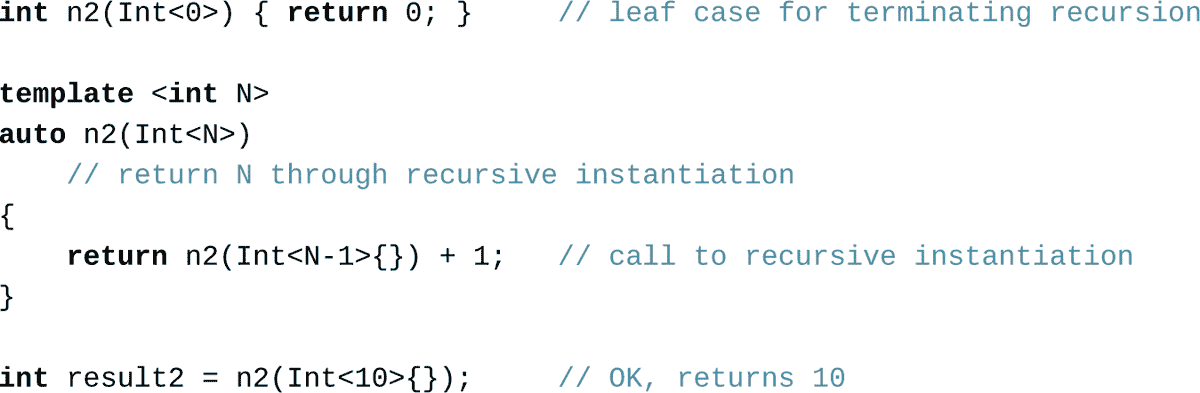 int n2(Int<0>) { return 0; }     // leaf case for terminating recursion

template <int N>
auto n2(Int<N>)
    // return N through recursive instantiation
{
    return n2(Int<N-1>{}) + 1;   // call to recursive instantiation
}

int result2 = n2(Int<10>{});     // OK, returns 10